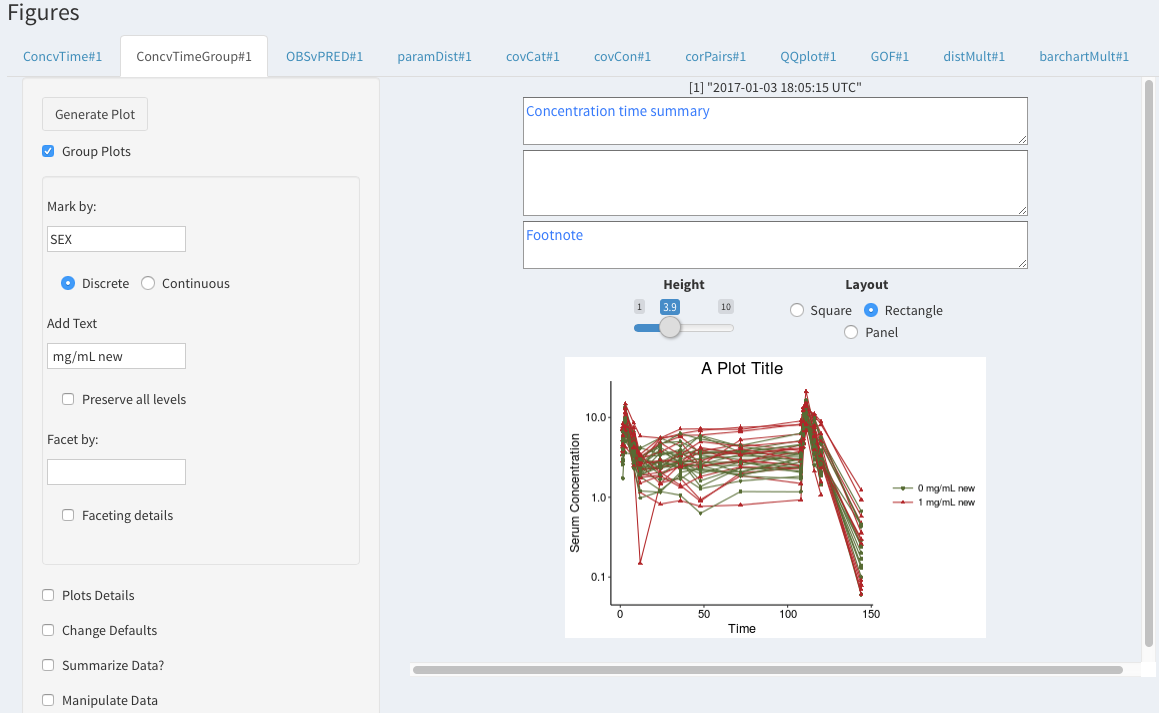 Figures
ConcvTime#1 ConcvTimeGroup#1 OBSvPRED#1 paramDist#1 covCat#1 covCon#1 corPairs#1 QQplot#1 GOF#1 distMult#1 barchartMult#1
Generate Plot
Group Plots
Mark by:
SEX
Discrete Continuous
Add Text
mg/mL new
Preserve all levels
Facet by:
Faceting details
Plots Details
Change Defaults
Summarize Data?
Manipulate Data
[1] "2017-01-03 18:05:15 UTC"
Concentration time summary
Footnote
Height
1 3.9 10
Layout
Square Rectangle
Panel
A Plot Title
Serum Concentration
10.0
1.0
0.1
0 50 100 150
Time
0 mg/mL new
1 mg/mL new